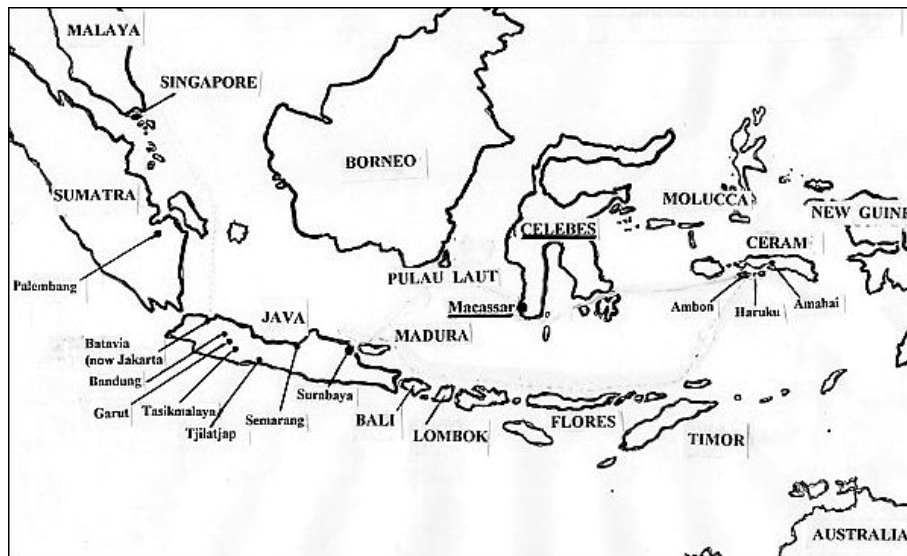 MALAYA
SINGAPORE
BORNEO
SUMATRA
MOLUCCA
NEW GUINE
CELEBES
CERAM
PULAU LAUT
Palembang
Macassar
Ambon
Haruku
Amahai
JAVA
MADURA
Batavia
(now Jakarta
Bandung
Garut
Tasikmalaya
Tjilatjap
Semarang
Surabaya
BALI
LOMBOK
FLORES
TIMOR
AUSTRALIA